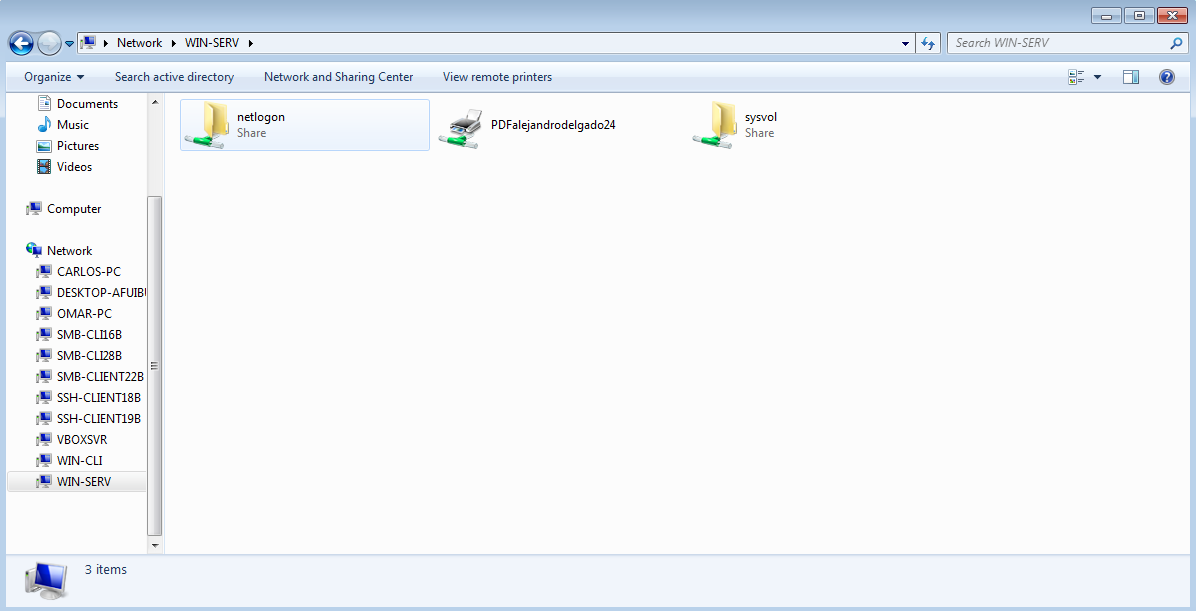 Network WIN-SERV
Search WIN-SERV
Organize Search active directory Network and Sharing Center View remote printers
Documents
Music
Pictures
Videos
Computer
Network
CARLOS-PC
DESKTOP-AFUIBU
OMAR-PC
SMB-CLI16B
SMB-CLI28B
SMB-CLIENT22B
SSH-CLIENT18B
SSH-CLIENT19B
VBOXSVR
WIN-CLI
WIN-SERV
netlogon
Share
PDFalejandrodelgado24
sysvol
Share
3 items